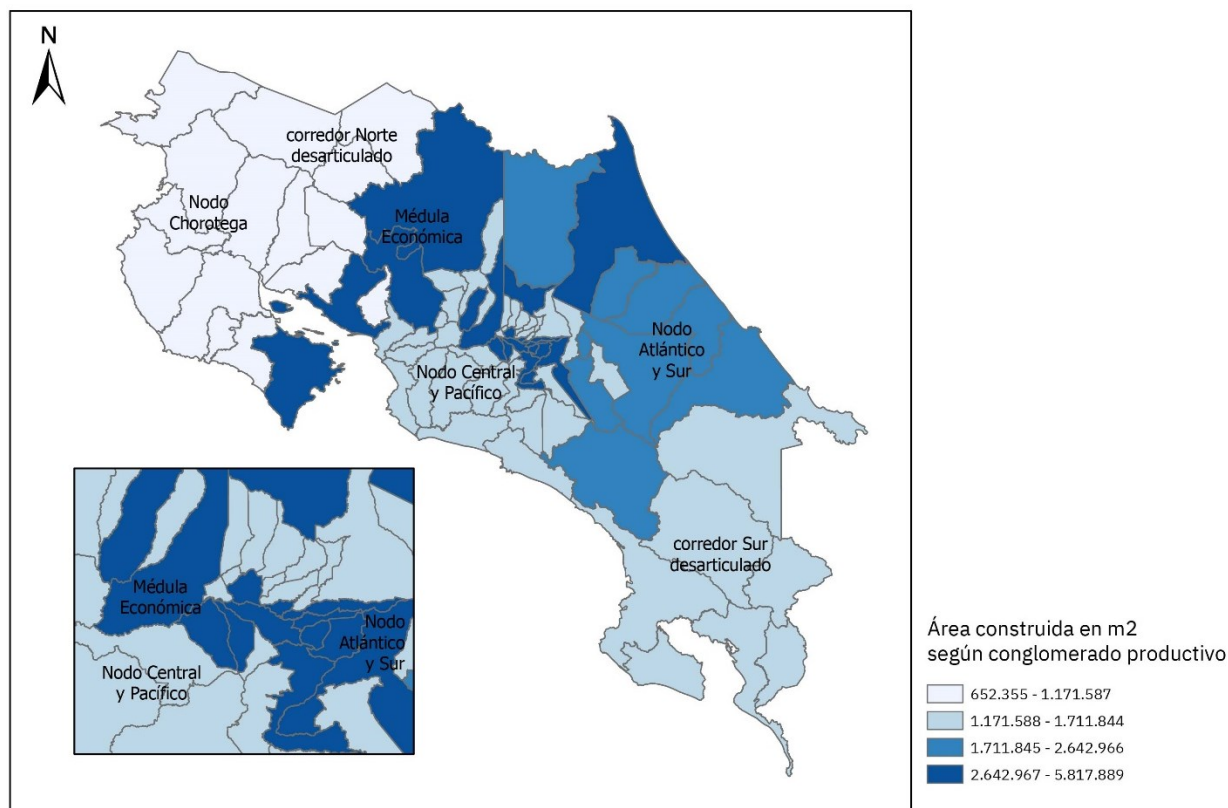 N
corredor Norte
desarticulado
Nodo
Chorotega
Médula
Económica
Nodo
Atlántico
y Sur
Nodo Central
y Pacífico
corredor Sur
desarticulado
Médula
Económica
Nodo
Atlántico
y Sur
Nodo Central
y Pacífico
Área construida en m2
según conglomerado productivo
652.355 - 1.171.587
1.171.588 - 1.711.844
1.711.845 - 2.642.966
2.642.967 - 5.817.889